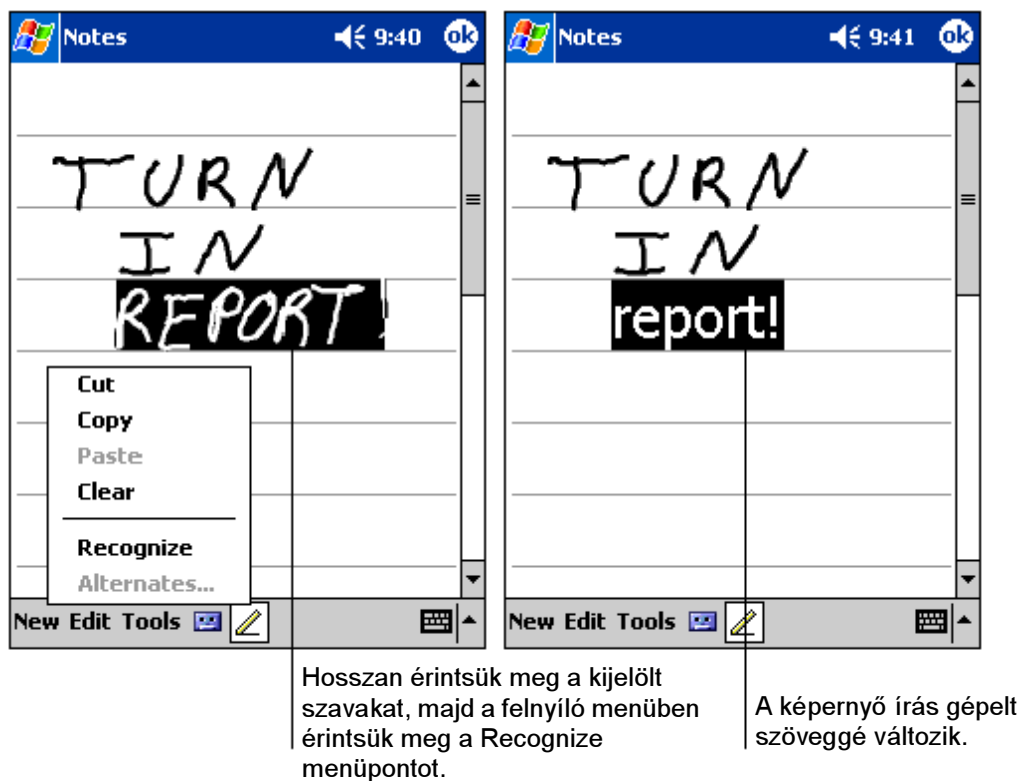 Notes 9:40 ok
TURN
IN
REPORT!
Cut
Copy
Paste
Clear
Recognize
Alternates...
New Edit Tools
Notes 9:41 ok
TURN
IN
report!
New Edit Tools
Hosszan érintsük meg a kijelölt
szavakat, majd a felnyíló menüben
érintsük meg a Recognize
menüpontot.
A képernyő írás gépelt
szöveggé változik.